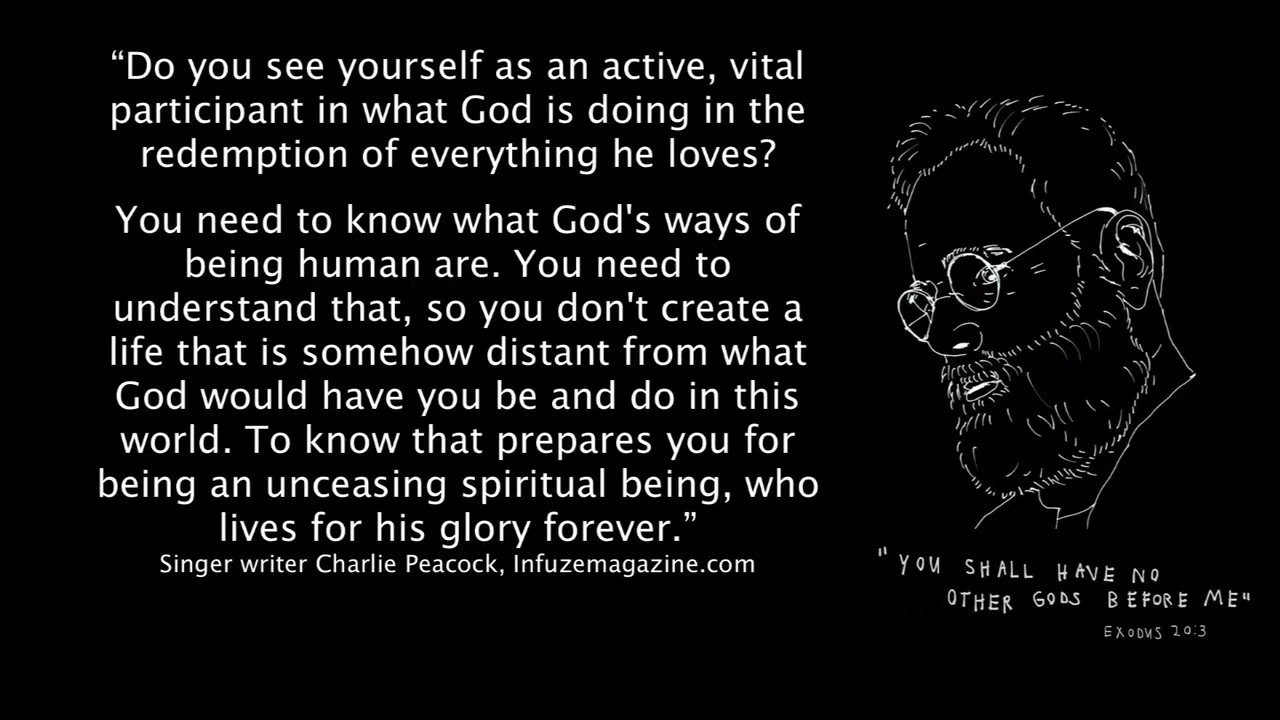 “Do you see yourself as an active, vital
participant in what God is doing in the
redemption of everything he loves?
You need to know what God's ways of
being human are. You need to
understand that, so you don't create a
life that is somehow distant from what
God would have you be and do in this
world. To know that prepares you for
being an unceasing spiritual being, who
lives for his glory forever.”
Singer writer Charlie Peacock, Infuzemagazine.com
"YOU SHALL HAVE NO
OTHER GODS BEFORE ME"
EXODUS 20:3